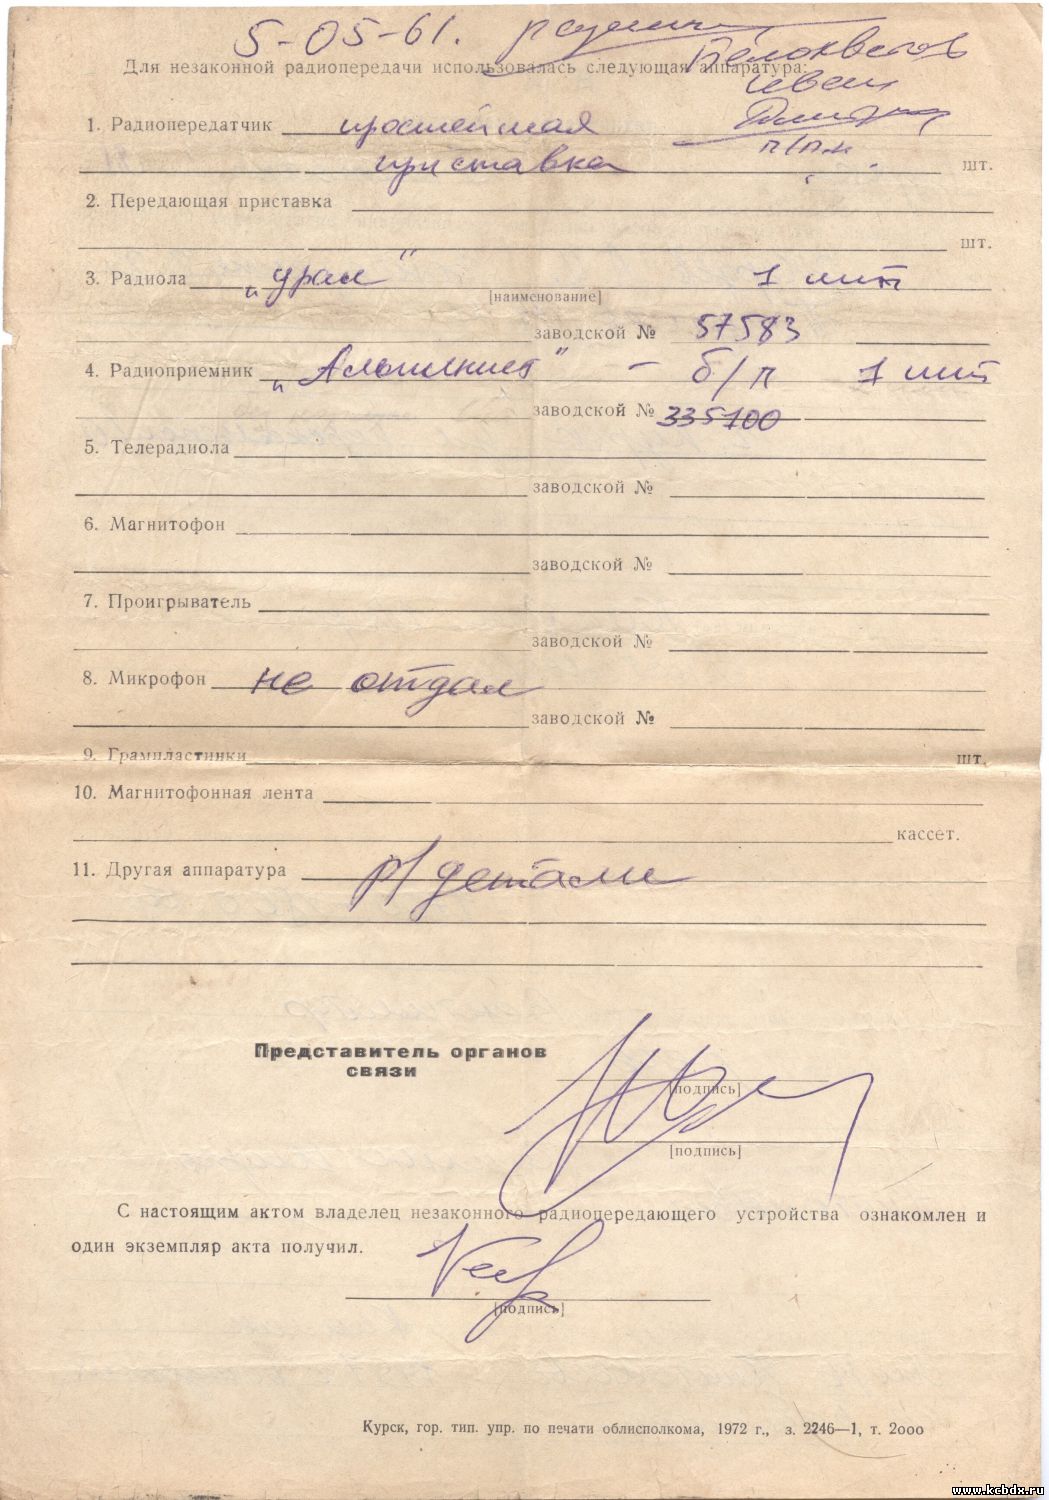 5-05-61.
Для незаконной радиопередачи использовалась следующая аппаратура:
Иван
1. Радиопередатчик простейшая
приставка п/п.н. шт.
2. Передающая приставка
шт.
3. Радиола „Урал" 1 шт
[наименование]
заводской № 57583
4. Радиоприемник „Альпинист" – б/п 1 шт
заводской № 335700
5. Телерадиола
заводской №
6. Магнитофон
заводской №
7. Проигрыватель
заводской №
8. Микрофон не отдал
заводской №
9. Грампластинки шт.
10. Магнитофонная лента
кассет.
11. Другая аппаратура р/детали
Представитель органов
связи
[подпись]
[подпись]
С настоящим актом владелец незаконного радиопередающего устройства ознакомлен и
один экземпляр акта получил.
[подпись]
Курск, гор. тип. упр. по печати облисполкома, 1972 г., з. 2246—1, т. 2000
www.kcbdx.ru